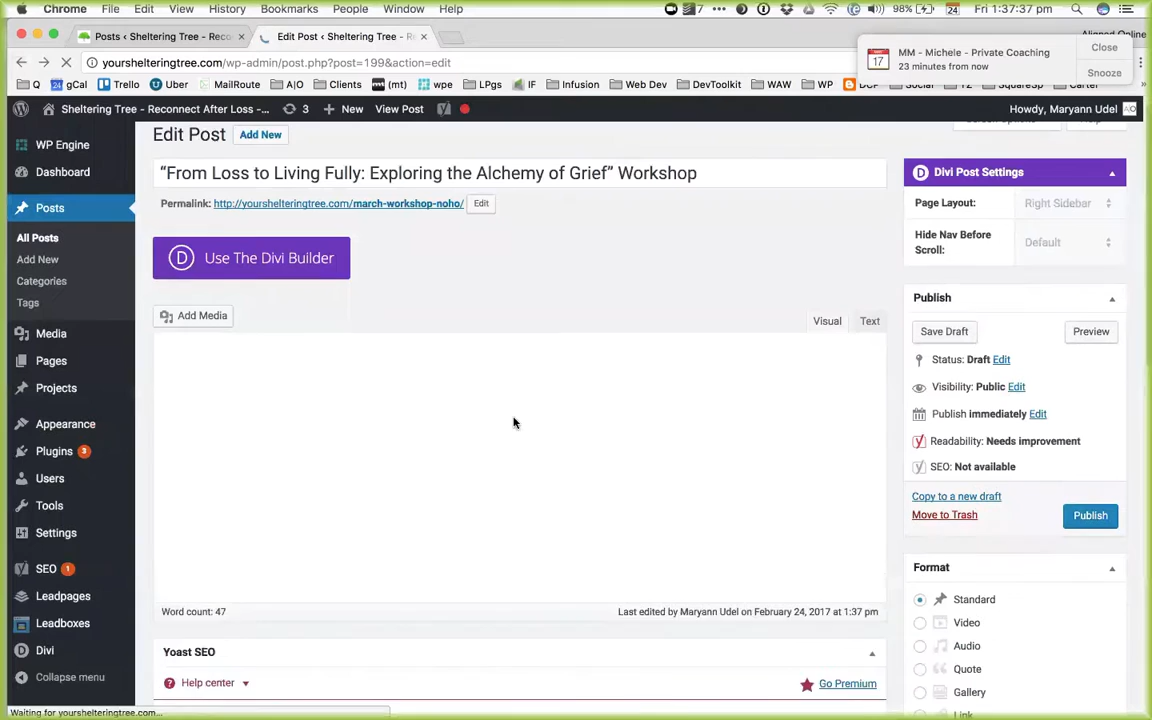 Chrome File Edit View History Bookmarks People Window Help 7 98% 24 Fri 1:37:37 pm
Posts ‹ Sheltering Tree - Reconnect × Edit Post ‹ Sheltering Tree - Re ×
yourshelteringtree.com/wp-admin/post.php?post=199&action=edit
17 MM - Michele - Private Coaching
23 minutes from now
Close
Snooze
Q 24 gCal Trello Uber MailRoute A|O Clients (mt) wpe LPgs IF Infusion Web Dev DevToolkit WAW WP
Sheltering Tree - Reconnect After Loss -... 3 New View Post Howdy, Maryann Udel
Edit Post Add New
“From Loss to Living Fully: Exploring the Alchemy of Grief” Workshop
Permalink: http://yourshelteringtree.com/march-workshop-noho/ Edit
D Use The Divi Builder
Add Media
Visual Text
Word count: 47 Last edited by Maryann Udel on February 24, 2017 at 1:37 pm
Yoast SEO
? Help center Go Premium
WP Engine
Dashboard
Posts
All Posts
Add New
Categories
Tags
Media
Pages
Projects
Appearance
Plugins 3
Users
Tools
Settings
SEO 1
Leadpages
Leadboxes
Divi
Collapse menu
Waiting for yourshelteringtree.com...
D Divi Post Settings
Page Layout: Right Sidebar
Hide Nav Before
Scroll:
Default
Publish
Save Draft Preview
Status: Draft Edit
Visibility: Public Edit
Publish immediately Edit
Readability: Needs improvement
SEO: Not available
Copy to a new draft
Move to Trash
Publish
Format
Standard
Video
Audio
Quote
Gallery
Link